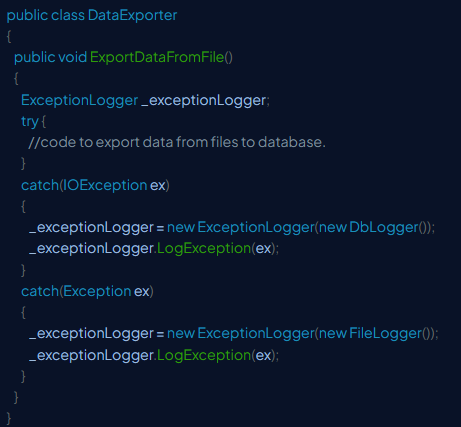 public class DataExporter
{
public void ExportDataFromFile()
{
ExceptionLogger _exceptionLogger;
try {
//code to export data from files to database.
}
catch(IOException ex)
{
_exceptionLogger = new ExceptionLogger(new DbLogger());
_exceptionLogger.LogException(ex);
}
catch(Exception ex)
{
_exceptionLogger = new ExceptionLogger(new FileLogger());
_exceptionLogger.LogException(ex);
}
}
}